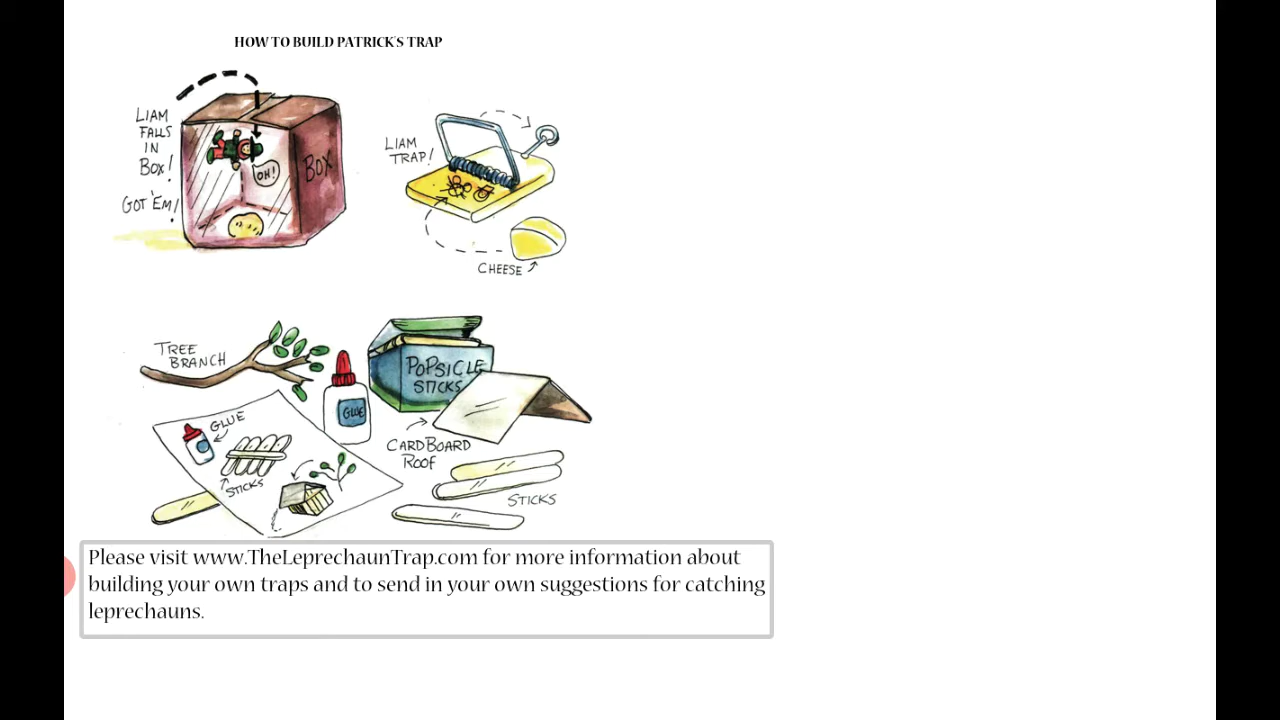 HOW TO BUILD PATRICK'S TRAP
LIAM
FALLS
IN
BOX!
GOT 'EM!
OH!
BOX
LIAM
TRAP!
CHEESE
TREE
BRANCH
GLUE
POPSICLE
STICKS
CARDBOARD
ROOF
GLUE
STICKS
STICKS
Please visit www.TheLeprechaunTrap.com for more information about
building your own traps and to send in your own suggestions for catching
leprechauns.